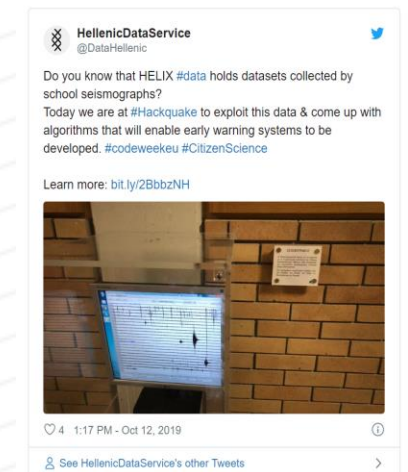 HellenicDataService
@DataHellenic
Do you know that HELIX #data holds datasets collected by
school seismographs?
Today we are at #Hackquake to exploit this data & come up with
algorithms that will enable early warning systems to be
developed. #codeweekeu #CitizenScience
Learn more: bit.ly/2BbbzNH
4 1:17 PM - Oct 12, 2019
See HellenicDataService's other Tweets